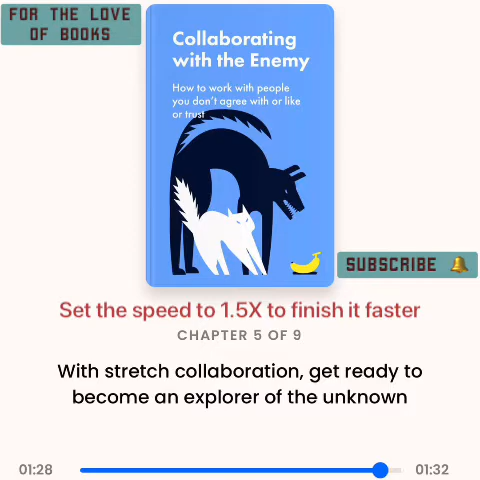 FOR THE LOVE
OF BOOKS
Collaborating
with the Enemy
How to work with people
you don't agree with or like
or trust
SUBSCRIBE
Set the speed to 1.5X to finish it faster
CHAPTER 5 OF 9
With stretch collaboration, get ready to
become an explorer of the unknown
01:28
01:32